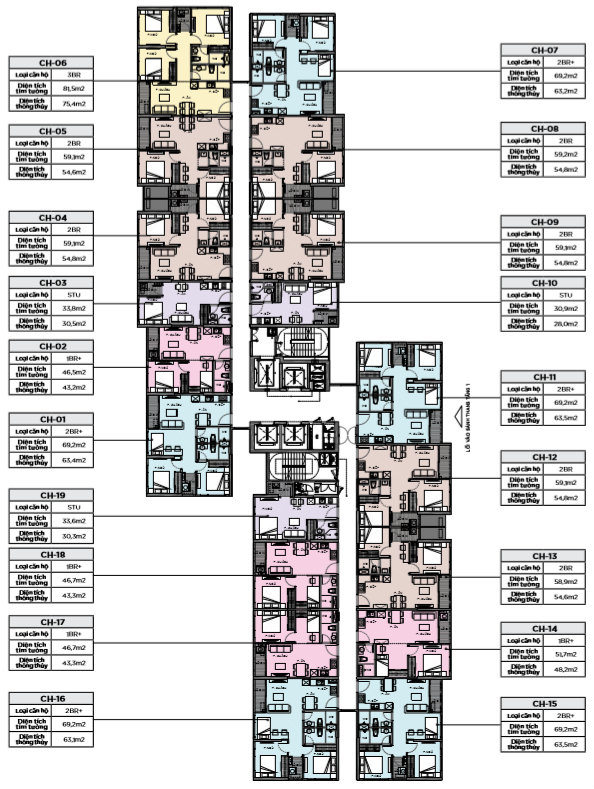 CH-06
Loại căn hộ 3BR
Diện tích tim tường 81,5m2
Diện tích thông thủy 75,4m2
CH-05
Loại căn hộ 2BR
Diện tích tim tường 59,1m2
Diện tích thông thủy 54,6m2
CH-04
Loại căn hộ 2BR
Diện tích tim tường 59,1m2
Diện tích thông thủy 54,8m2
CH-03
Loại căn hộ STU
Diện tích tim tường 33,8m2
Diện tích thông thủy 30,5m2
CH-02
Loại căn hộ 1BR+
Diện tích tim tường 46,5m2
Diện tích thông thủy 43,2m2
CH-01
Loại căn hộ 2BR+
Diện tích tim tường 69,2m2
Diện tích thông thủy 63,4m2
CH-19
Loại căn hộ STU
Diện tích tim tường 33,6m2
Diện tích thông thủy 30,3m2
CH-18
Loại căn hộ 1BR+
Diện tích tim tường 46,7m2
Diện tích thông thủy 43,3m2
CH-17
Loại căn hộ 1BR+
Diện tích tim tường 46,7m2
Diện tích thông thủy 43,3m2
CH-16
Loại căn hộ 2BR+
Diện tích tim tường 69,2m2
Diện tích thông thủy 63,1m2
CH-07
Loại căn hộ 2BR+
Diện tích tim tường 69,2m2
Diện tích thông thủy 63,2m2
CH-08
Loại căn hộ 2BR
Diện tích tim tường 59,2m2
Diện tích thông thủy 54,8m2
CH-09
Loại căn hộ 2BR
Diện tích tim tường 59,1m2
Diện tích thông thủy 54,8m2
CH-10
Loại căn hộ STU
Diện tích tim tường 30,9m2
Diện tích thông thủy 28,0m2
CH-11
Loại căn hộ 2BR+
Diện tích tim tường 69,2m2
Diện tích thông thủy 63,5m2
LỐI VÀO SẢNH THANG TẦNG 1
CH-12
Loại căn hộ 2BR
Diện tích tim tường 59,1m2
Diện tích thông thủy 54,8m2
CH-13
Loại căn hộ 2BR
Diện tích tim tường 58,9m2
Diện tích thông thủy 54,6m2
CH-14
Loại căn hộ 1BR+
Diện tích tim tường 51,7m2
Diện tích thông thủy 48,2m2
CH-15
Loại căn hộ 2BR+
Diện tích tim tường 69,2m2
Diện tích thông thủy 63,5m2